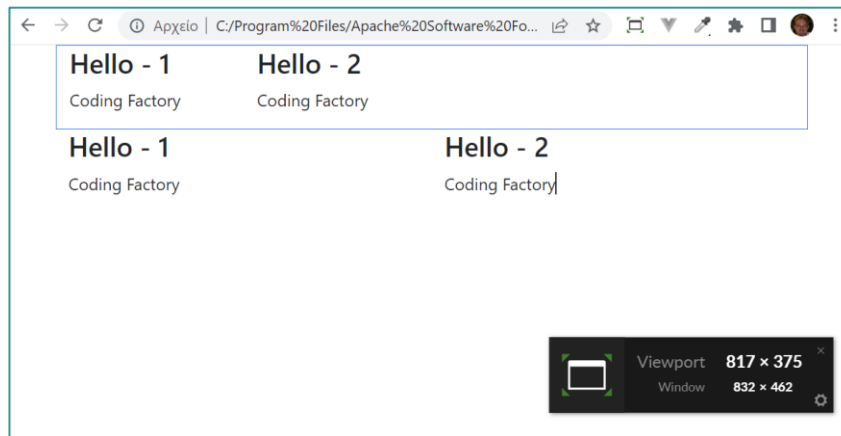 Αρχείο | C:/Program%20Files/Apache%20Software%20Fo...
Hello - 1 Hello - 2
Coding Factory Coding Factory
Hello - 1 Hello - 2
Coding Factory Coding Factory
Viewport 817 × 375
Window 832 × 462